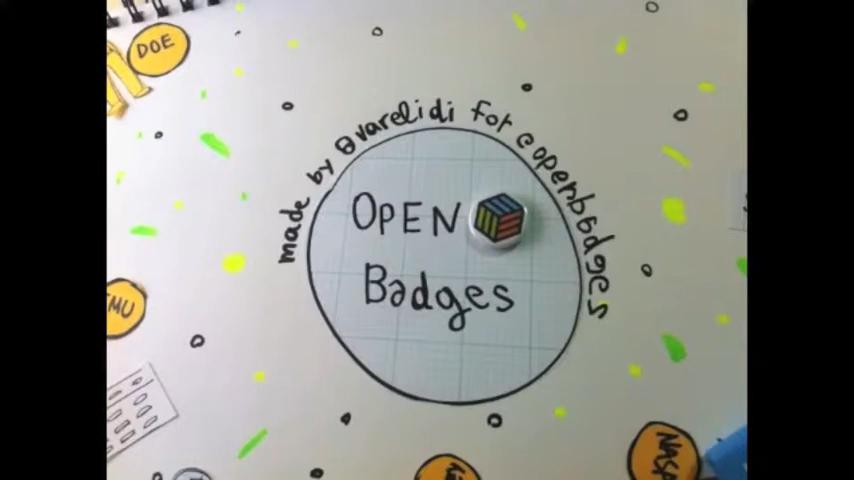 DOE
made by @varelidi for @openbadges
OPEN
Badges
MU
NASA